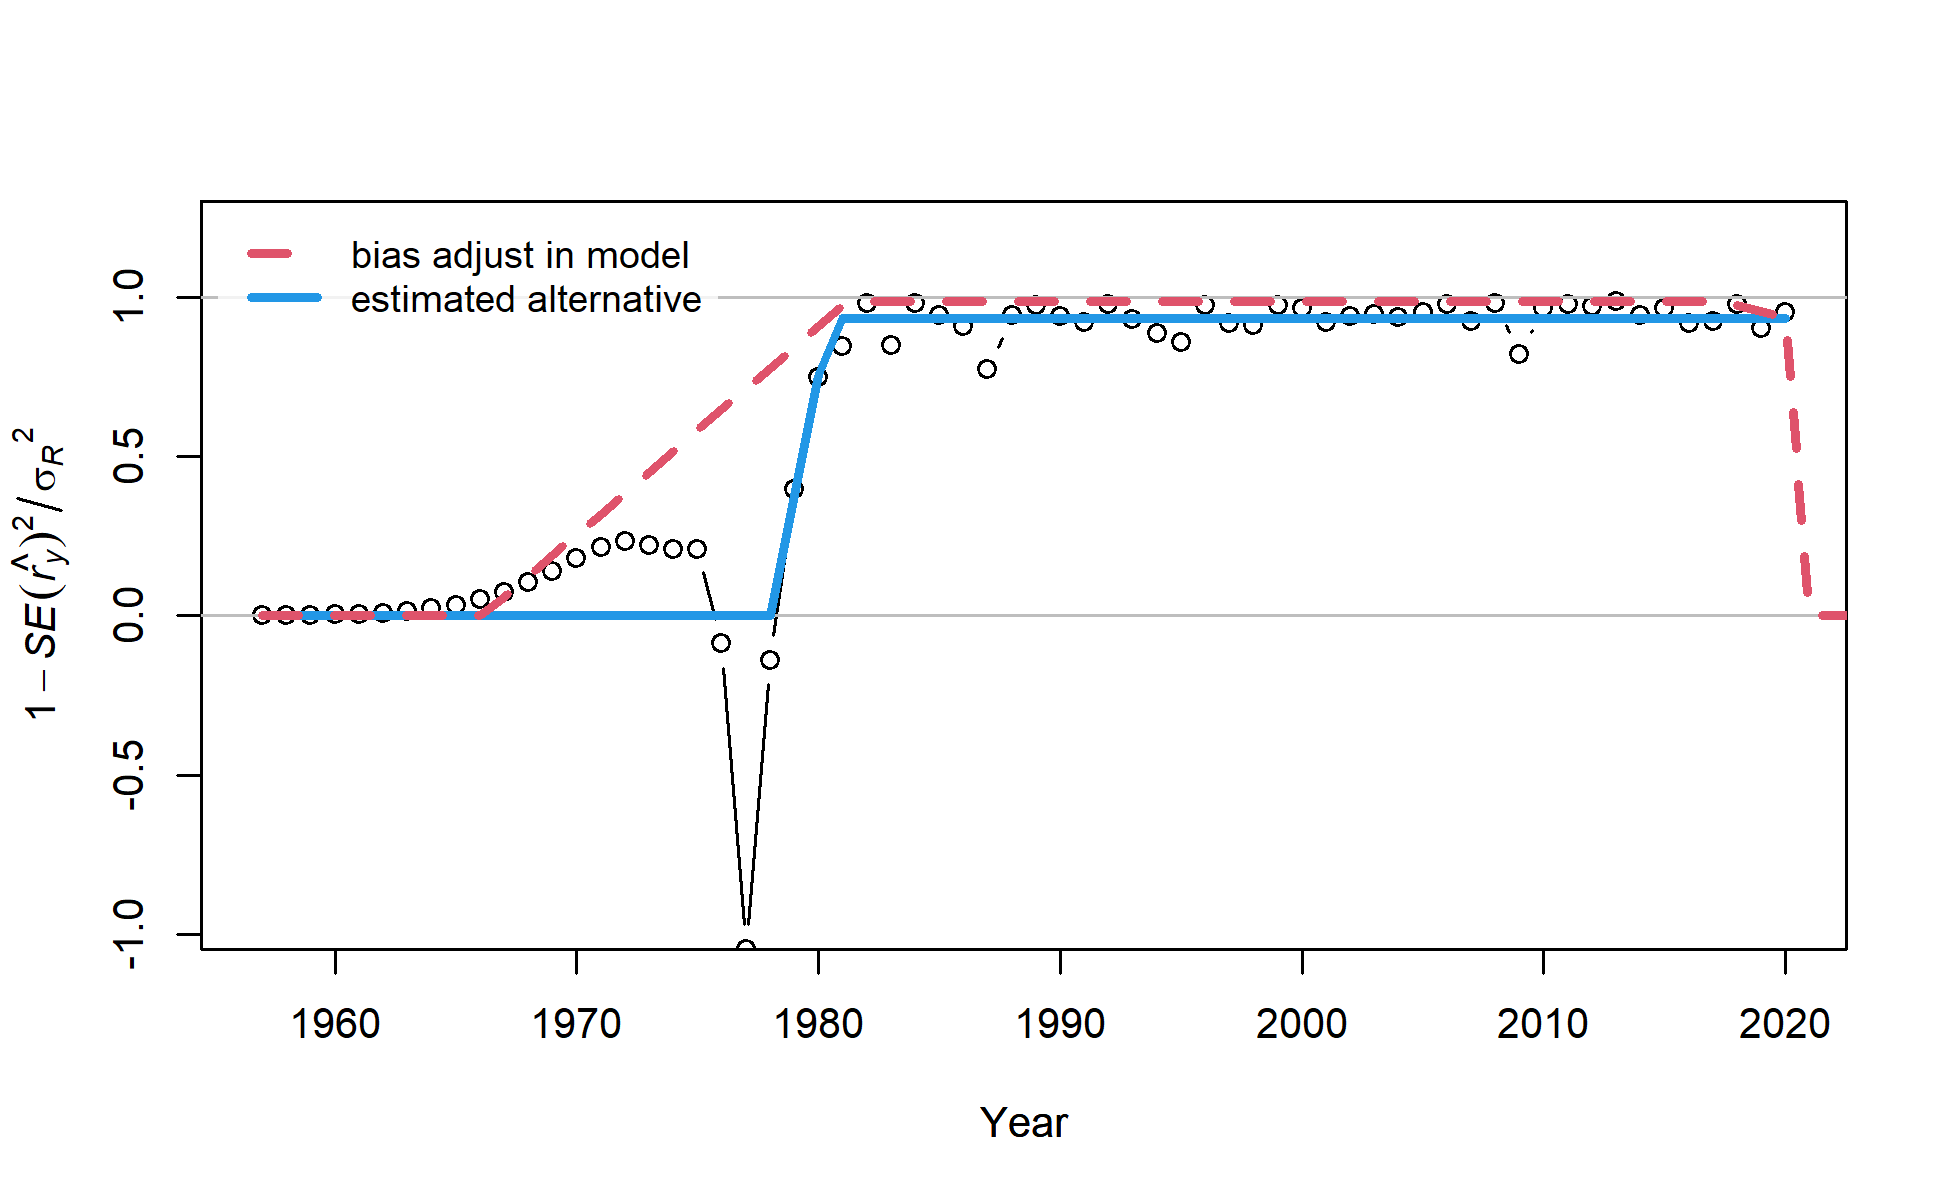 bias adjust in model
estimated alternative
1 − SE(r̂y)² / σR²
1.0
0.5
0.0
-0.5
-1.0
1960 1970 1980 1990 2000 2010 2020
Year